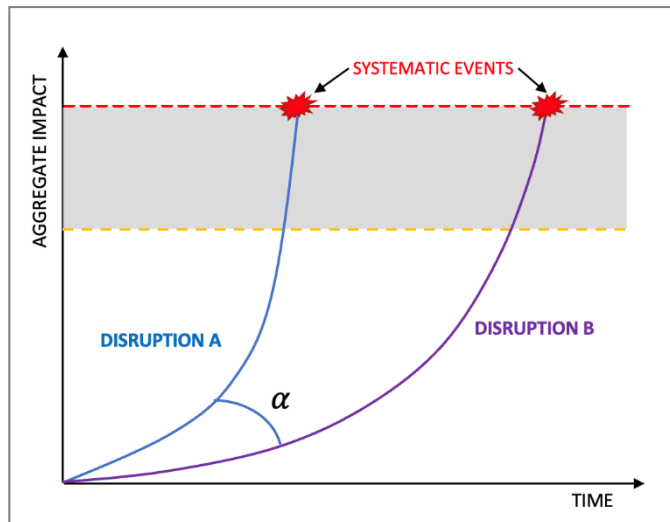 SYSTEMATIC EVENTS
AGGREGATE IMPACT
DISRUPTION A
DISRUPTION B
α
TIME